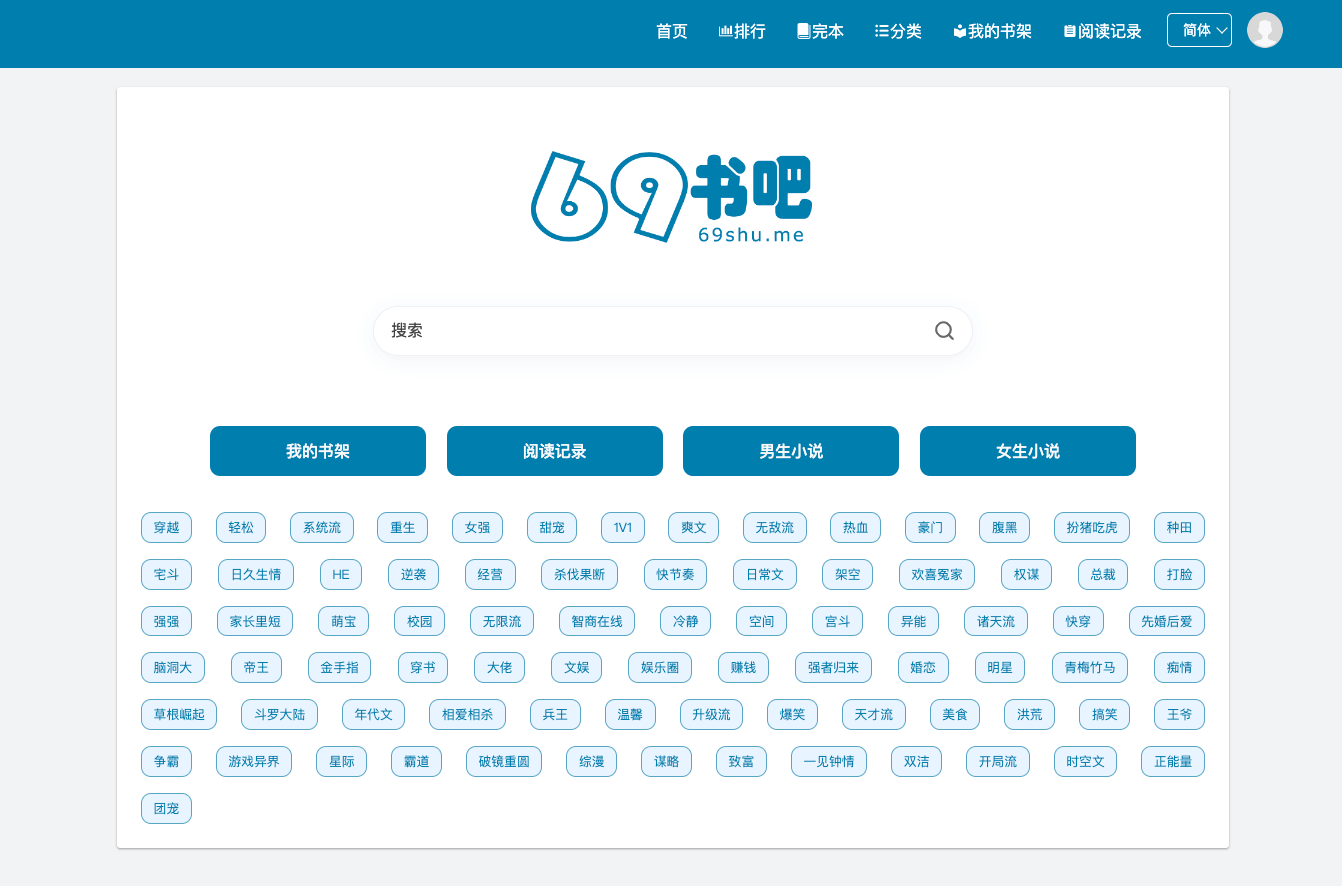 首页 排行 完本 分类 我的书架 阅读记录 简体
69书吧
69shu.me
搜索
我的书架 阅读记录 男生小说 女生小说
穿越 轻松 系统流 重生 女强 甜宠 1V1 爽文 无敌流 热血 豪门 腹黑 扮猪吃虎 种田
宅斗 日久生情 HE 逆袭 经营 杀伐果断 快节奏 日常文 架空 欢喜冤家 权谋 总裁 打脸
强强 家长里短 萌宝 校园 无限流 智商在线 冷静 空间 宫斗 异能 诸天流 快穿 先婚后爱
脑洞大 帝王 金手指 穿书 大佬 文娱 娱乐圈 赚钱 强者归来 婚恋 明星 青梅竹马 痴情
草根崛起 斗罗大陆 年代文 相爱相杀 兵王 温馨 升级流 爆笑 天才流 美食 洪荒 搞笑 王爷
争霸 游戏异界 星际 霸道 破镜重圆 综漫 谋略 致富 一见钟情 双洁 开局流 时空文 正能量
团宠